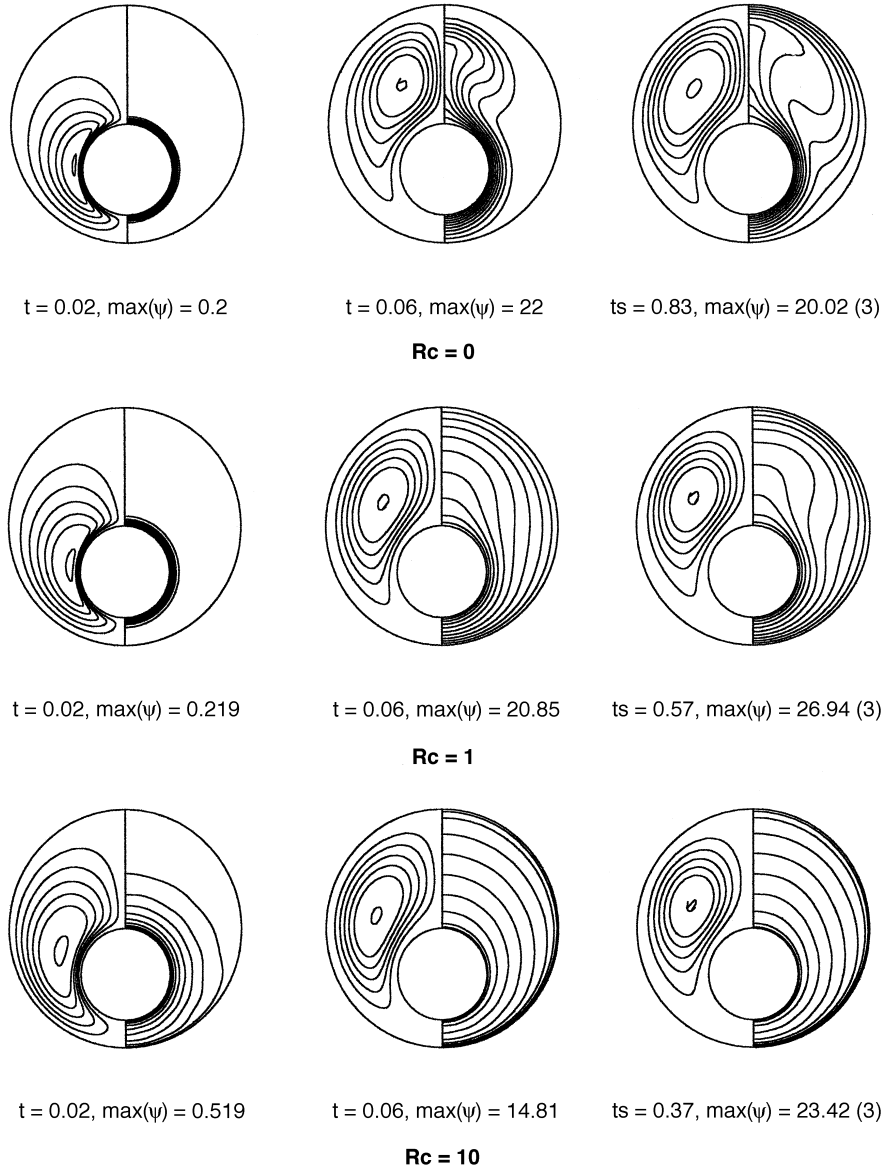 t = 0.02, max(ψ) = 0.2
t = 0.06, max(ψ) = 22
ts = 0.83, max(ψ) = 20.02 (3)
Rc = 0
t = 0.02, max(ψ) = 0.219
t = 0.06, max(ψ) = 20.85
ts = 0.57, max(ψ) = 26.94 (3)
Rc = 1
t = 0.02, max(ψ) = 0.519
t = 0.06, max(ψ) = 14.81
ts = 0.37, max(ψ) = 23.42 (3)
Rc = 10